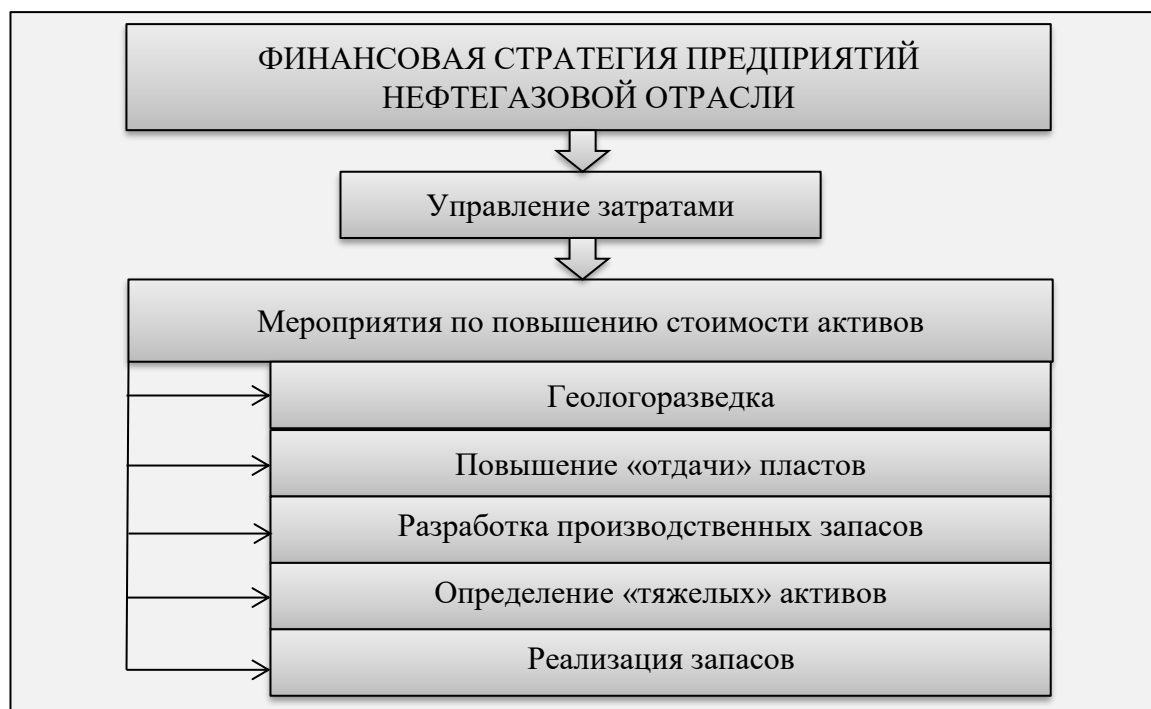 ФИНАНСОВАЯ СТРАТЕГИЯ ПРЕДПРИЯТИЙ
НЕФТЕГАЗОВОЙ ОТРАСЛИ
Управление затратами
Мероприятия по повышению стоимости активов
Геологоразведка
Повышение «отдачи» пластов
Разработка производственных запасов
Определение «тяжелых» активов
Реализация запасов